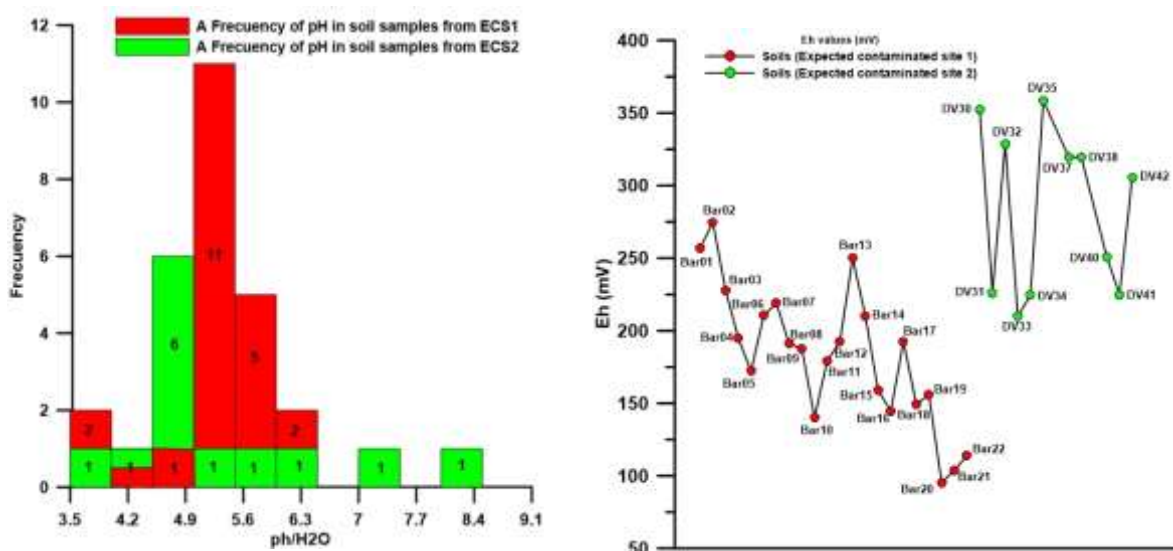 A Frecuency of pH in soil samples from ECS1
A Frecuency of pH in soil samples from ECS2
12
10
8
6
4
2
0
Frecuency
11
6
5
2
2
1
1
1
1
1
1
1
1
3.5
4.2
4.9
5.6
6.3
7
7.7
8.4
9.1
ph/H2O
Eh values (mV)
Soils (Expected contaminated site 1)
Soils (Expected contaminated site 2)
400
350
300
250
200
150
100
50
Eh (mV)
Bar01
Bar02
Bar03
Bar04
Bar05
Bar06
Bar07
Bar08
Bar09
Bar10
Bar11
Bar12
Bar13
Bar14
Bar15
Bar16
Bar17
Bar18
Bar19
Bar20
Bar21
Bar22
DV30
DV31
DV32
DV33
DV34
DV35
DV37
DV38
DV40
DV41
DV42